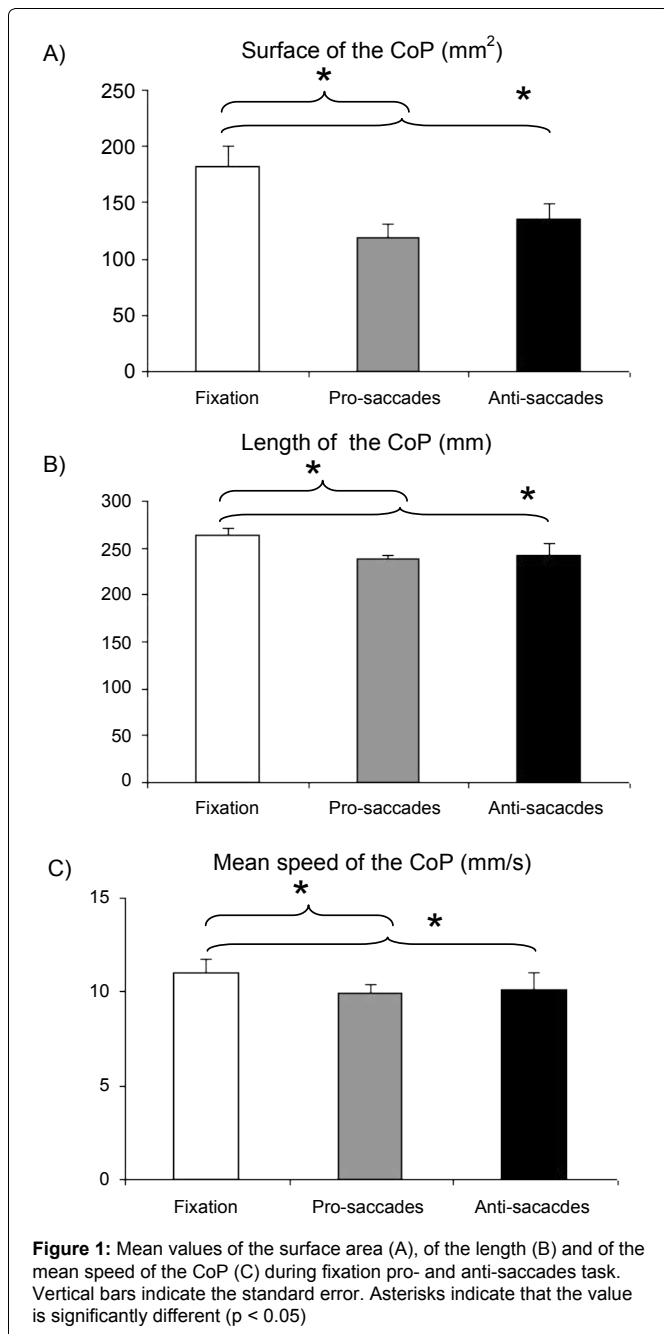 A)
Surface of the CoP (mm²)
*
*
250
200
150
100
50
0
Fixation
Pro-saccades
Anti-saccades
B)
Length of the CoP (mm)
*
*
300
250
200
150
100
50
0
Fixation
Pro-saccades
Anti-sacacdes
C)
Mean speed of the CoP (mm/s)
*
*
15
10
5
0
Fixation
Pro-saccades
Anti-sacacdes
Figure 1: Mean values of the surface area (A), of the length (B) and of the
mean speed of the CoP (C) during fixation pro- and anti-saccades task.
Vertical bars indicate the standard error. Asterisks indicate that the value
is significantly different (p < 0.05)